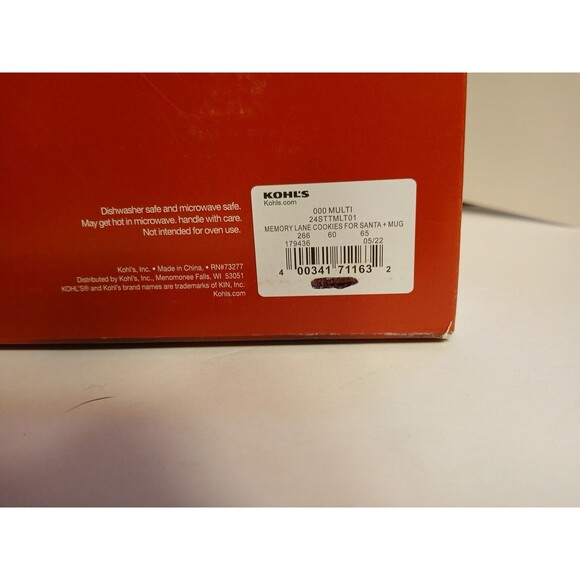 Dishwasher safe and microwave safe.
May get hot in microwave. handle with care.
Not intended for oven use.
Kohl's, Inc. • Made in China, • RN#73277
Distributed by Kohl's, Inc., Menomonee Falls, WI 53051
KOHL'S® and Kohl's brand names are trademarks of KIN, Inc.
Kohls.com
KOHL'S
Kohls.com
000 MULTI
24STTMLT01
MEMORY LANE COOKIES FOR SANTA + MUG
266 60 65
179436 05/22
4 00341 71163 2